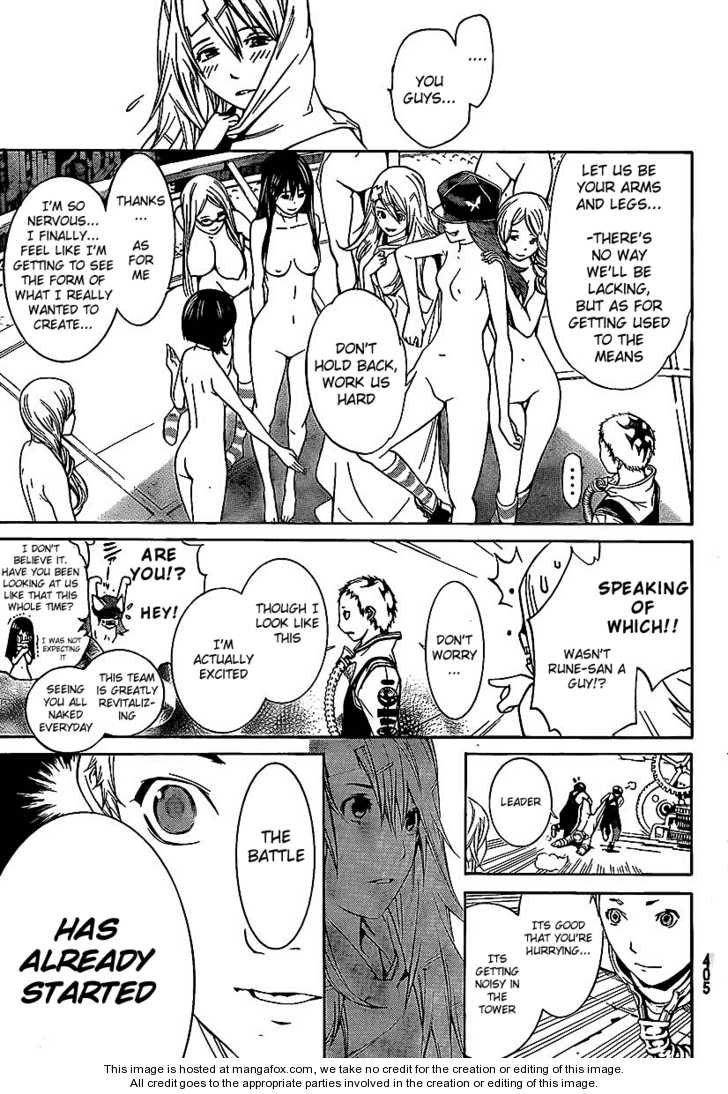 .....
YOU
GUYS...
LET US BE
YOUR ARMS
AND LEGS...
-THERE'S
NO WAY
WE'LL BE
LACKING,
BUT AS FOR
GETTING USED
TO THE
MEANS
DON'T
HOLD BACK,
WORK US
HARD
THANKS
...
AS
FOR ME
I'M SO
NERVOUS...
I FINALLY...
FEEL LIKE I'M
GETTING TO SEE
THE FORM OF
WHAT I REALLY
WANTED TO
CREATE...
....
SPEAKING
OF
WHICH!!
WASN'T
RUNE-SAN A
GUY!?
...
DON'T
WORRY
...
THOUGH I
LOOK LIKE
THIS
I'M
ACTUALLY
EXCITED
ARE
YOU!?
HEY!
I DON'T
BELIEVE IT.
HAVE YOU BEEN
LOOKING AT US
LIKE THAT THIS
WHOLE TIME?
I WAS NOT
EXPECTING
IT
THIS TEAM
IS GREATLY
REVITALIZ-
ING
SEEING
YOU ALL
NAKED
EVERYDAY
LEADER
ITS GOOD
THAT YOU'RE
HURRYING...
ITS
GETTING
NOISY IN
THE
TOWER
THE
BATTLE
HAS
ALREADY
STARTED
405
This image is hosted at mangafox.com, we take no credit for the creation or editing of this image.
All credit goes to the appropriate parties involved in the creation or editing of this image.